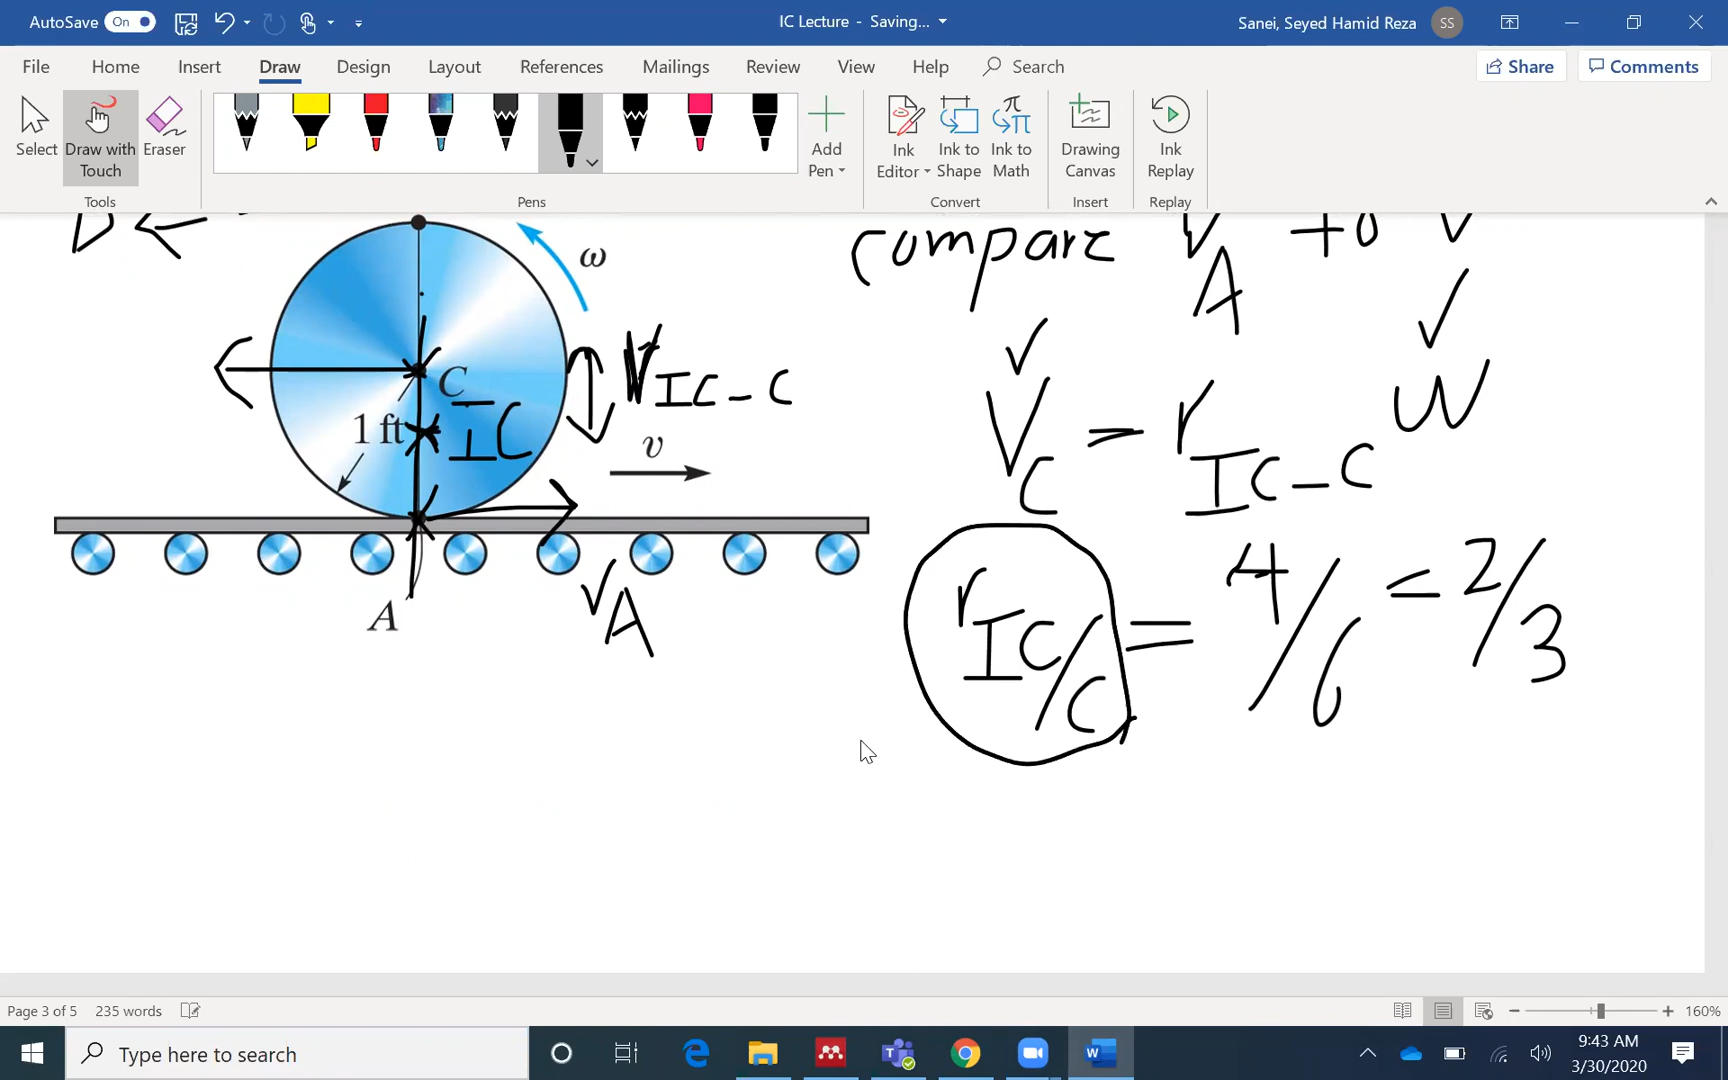 AutoSave On
IC Lecture - Saving...
Sanei, Seyed Hamid Reza
SS
File Home Insert Draw Design Layout References Mailings Review View Help Search
Share Comments
Select
Draw with Touch
Eraser
Add Pen
Ink Editor
Ink to Shape
Ink to Math
Drawing Canvas
Ink Replay
Tools
Pens
Convert
Insert
Replay
ω
C
IC
1 ft
IC-C
v
A
VA
compare VA to
VC = rIC-C W
rIC/C = 4/6 = 2/3
Page 3 of 5 235 words
160%
Type here to search
9:43 AM
3/30/2020